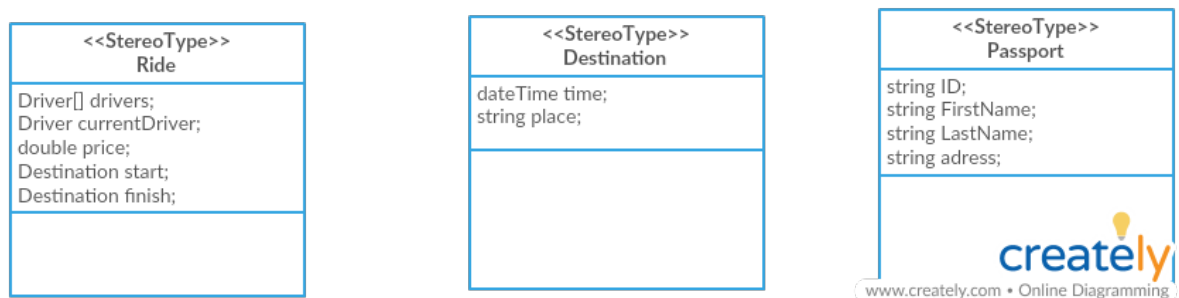 <<StereoType>>
Ride
Driver[] drivers;
Driver currentDriver;
double price;
Destination start;
Destination finish;
<<StereoType>>
Destination
dateTime time;
string place;
<<StereoType>>
Passport
string ID;
string FirstName;
string LastName;
string adress;
creately
www.creately.com • Online Diagramming